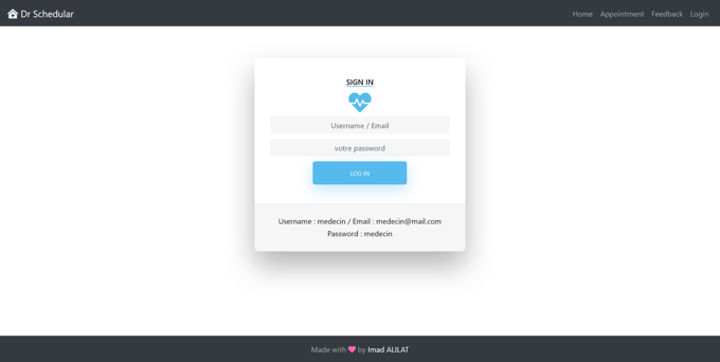 Dr Schedular
Home Appointment Feedback Login
SIGN IN
Username / Email
votre password
LOG IN
Username : medecin / Email : medecin@mail.com
Password : medecin
Made with by Imad ALILAT